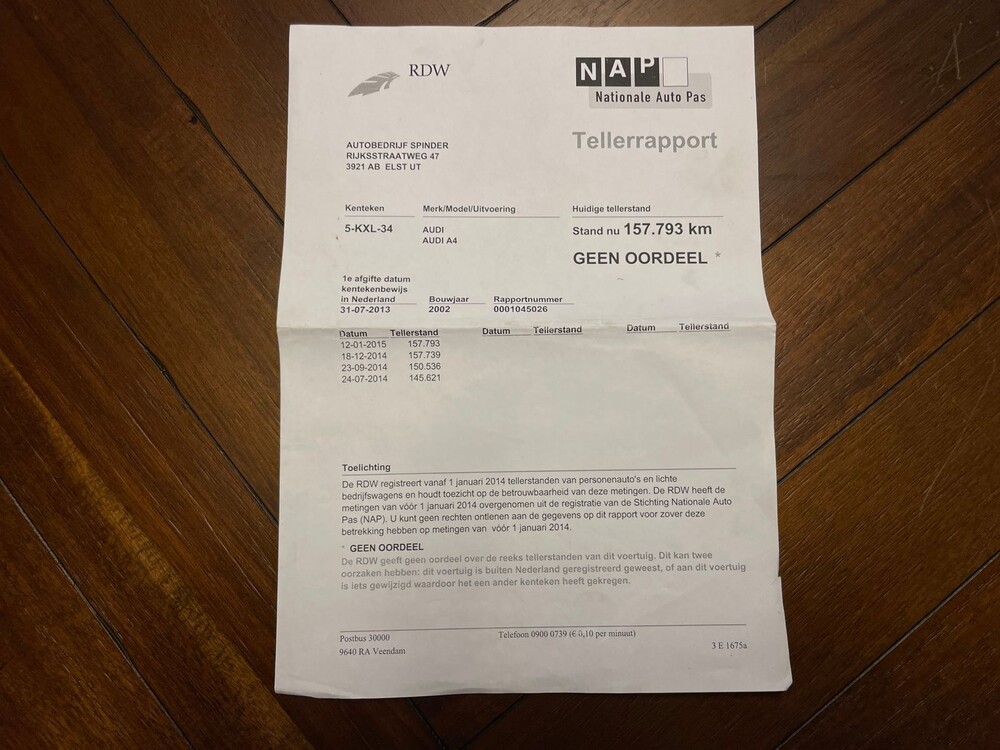 RDW
NAP
Nationale Auto Pas
Tellerrapport
AUTOBEDRIJF SPINDER
RIJKSSTRAATWEG 47
3921 AB ELST UT
Kenteken Merk/Model/Uitvoering Huidige tellerstand
5-KXL-34 AUDI Stand nu 157.793 km
AUDI A4
GEEN OORDEEL *
1e afgifte datum
kentekenbewijs
in Nederland Bouwjaar Rapportnummer
31-07-2013 2002 0001045026
Datum Tellerstand Datum Tellerstand Datum Tellerstand
12-01-2015 157.793
18-12-2014 157.739
23-09-2014 150.536
24-07-2014 145.621
Toelichting
De RDW registreert vanaf 1 januari 2014 tellerstanden van personenauto's en lichte
bedrijfswagens en houdt toezicht op de betrouwbaarheid van deze metingen. De RDW heeft de
metingen van vóór 1 januari 2014 overgenomen uit de registratie van de Stichting Nationale Auto
Pas (NAP). U kunt geen rechten ontlenen aan de gegevens op dit rapport voor zover deze
betrekking hebben op metingen van vóór 1 januari 2014.
* GEEN OORDEEL
De RDW geeft geen oordeel over de reeks tellerstanden van dit voertuig. Dit kan twee
oorzaken hebben: dit voertuig is buiten Nederland geregistreerd geweest, of aan dit voertuig
is iets gewijzigd waardoor het een ander kenteken heeft gekregen.
Postbus 30000 Telefoon 0900 0739 (€ 0,10 per minuut)
9640 RA Veendam 3 E 1675a